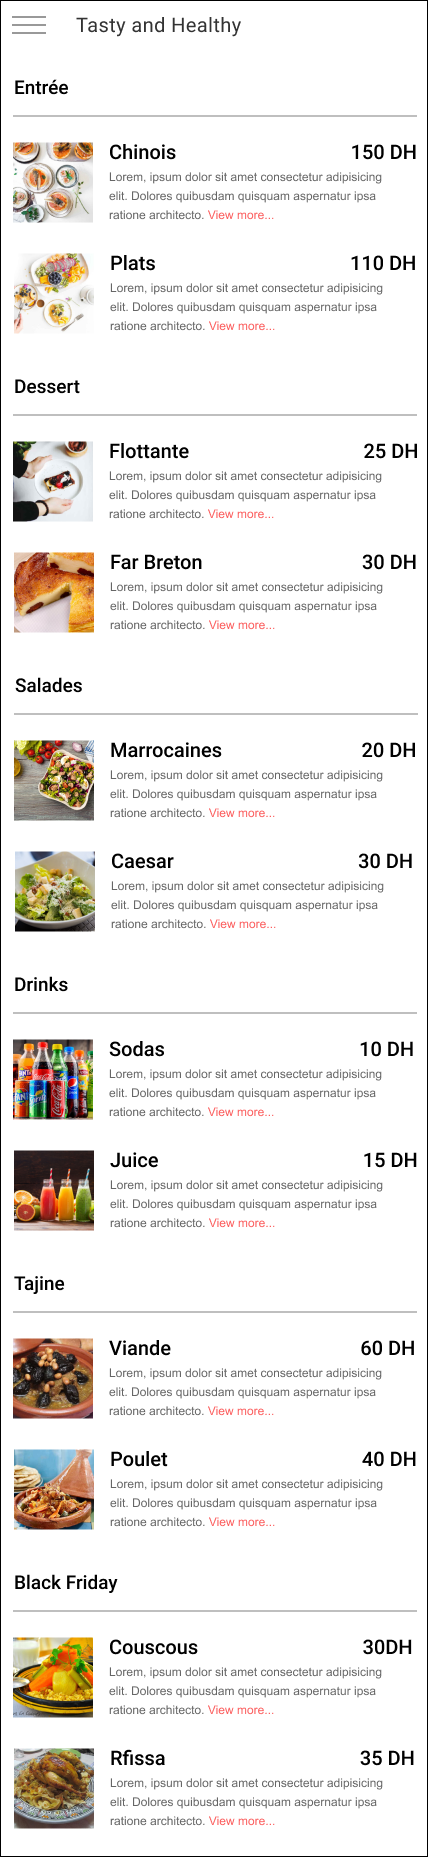 Tasty and Healthy
Entrée
Chinois 150 DH
Lorem, ipsum dolor sit amet consectetur adipisicing
elit. Dolores quibusdam quisquam aspernatur ipsa
ratione architecto. View more...
Plats 110 DH
Lorem, ipsum dolor sit amet consectetur adipisicing
elit. Dolores quibusdam quisquam aspernatur ipsa
ratione architecto. View more...
Dessert
Flottante 25 DH
Lorem, ipsum dolor sit amet consectetur adipisicing
elit. Dolores quibusdam quisquam aspernatur ipsa
ratione architecto. View more...
Far Breton 30 DH
Lorem, ipsum dolor sit amet consectetur adipisicing
elit. Dolores quibusdam quisquam aspernatur ipsa
ratione architecto. View more...
Salades
Marrocaines 20 DH
Lorem, ipsum dolor sit amet consectetur adipisicing
elit. Dolores quibusdam quisquam aspernatur ipsa
ratione architecto. View more...
Caesar 30 DH
Lorem, ipsum dolor sit amet consectetur adipisicing
elit. Dolores quibusdam quisquam aspernatur ipsa
ratione architecto. View more...
Drinks
Sodas 10 DH
Lorem, ipsum dolor sit amet consectetur adipisicing
elit. Dolores quibusdam quisquam aspernatur ipsa
ratione architecto. View more...
Juice 15 DH
Lorem, ipsum dolor sit amet consectetur adipisicing
elit. Dolores quibusdam quisquam aspernatur ipsa
ratione architecto. View more...
Tajine
Viande 60 DH
Lorem, ipsum dolor sit amet consectetur adipisicing
elit. Dolores quibusdam quisquam aspernatur ipsa
ratione architecto. View more...
Poulet 40 DH
Lorem, ipsum dolor sit amet consectetur adipisicing
elit. Dolores quibusdam quisquam aspernatur ipsa
ratione architecto. View more...
Black Friday
Couscous 30DH
Lorem, ipsum dolor sit amet consectetur adipisicing
elit. Dolores quibusdam quisquam aspernatur ipsa
ratione architecto. View more...
Rfissa 35 DH
Lorem, ipsum dolor sit amet consectetur adipisicing
elit. Dolores quibusdam quisquam aspernatur ipsa
ratione architecto. View more...